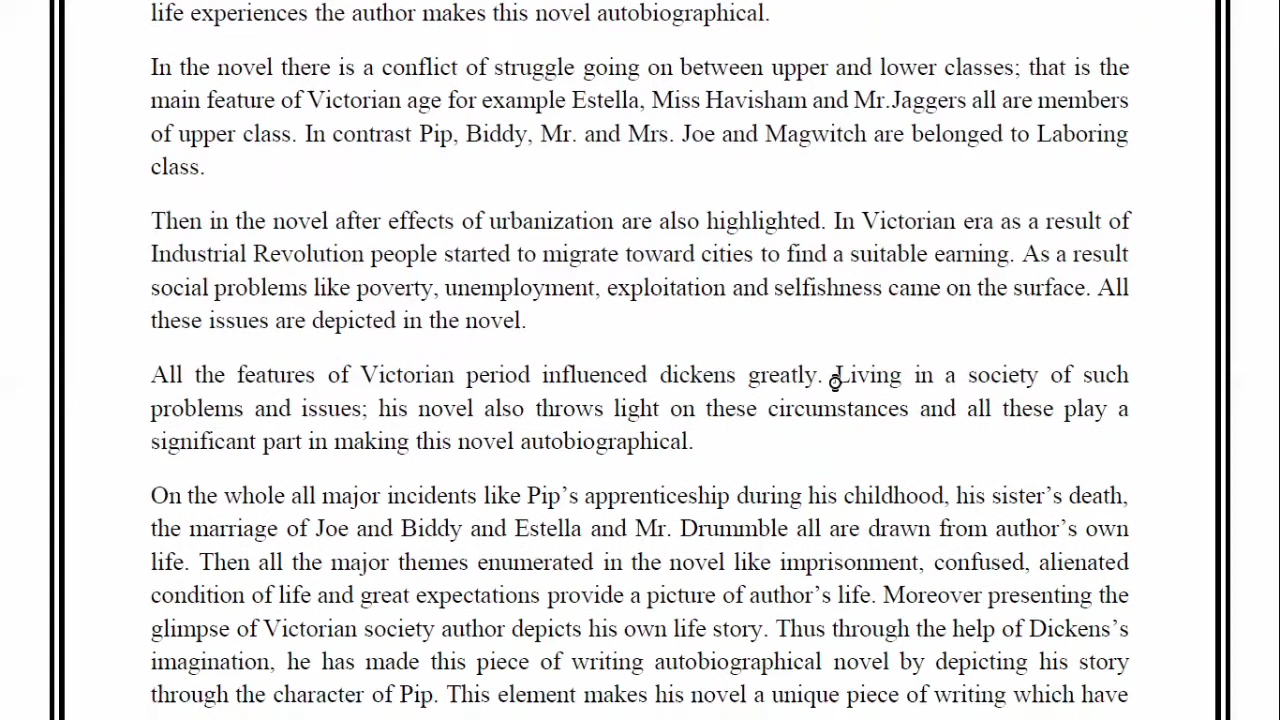 life experiences the author makes this novel autobiographical.
In the novel there is a conflict of struggle going on between upper and lower classes; that is the
main feature of Victorian age for example Estella, Miss Havisham and Mr.Jaggers all are members
of upper class. In contrast Pip, Biddy, Mr. and Mrs. Joe and Magwitch are belonged to Laboring
class.
Then in the novel after effects of urbanization are also highlighted. In Victorian era as a result of
Industrial Revolution people started to migrate toward cities to find a suitable earning. As a result
social problems like poverty, unemployment, exploitation and selfishness came on the surface. All
these issues are depicted in the novel.
All the features of Victorian period influenced dickens greatly. Living in a society of such
problems and issues; his novel also throws light on these circumstances and all these play a
significant part in making this novel autobiographical.
On the whole all major incidents like Pip’s apprenticeship during his childhood, his sister’s death,
the marriage of Joe and Biddy and Estella and Mr. Drummble all are drawn from author’s own
life. Then all the major themes enumerated in the novel like imprisonment, confused, alienated
condition of life and great expectations provide a picture of author’s life. Moreover presenting the
glimpse of Victorian society author depicts his own life story. Thus through the help of Dickens’s
imagination, he has made this piece of writing autobiographical novel by depicting his story
through the character of Pip. This element makes his novel a unique piece of writing which have